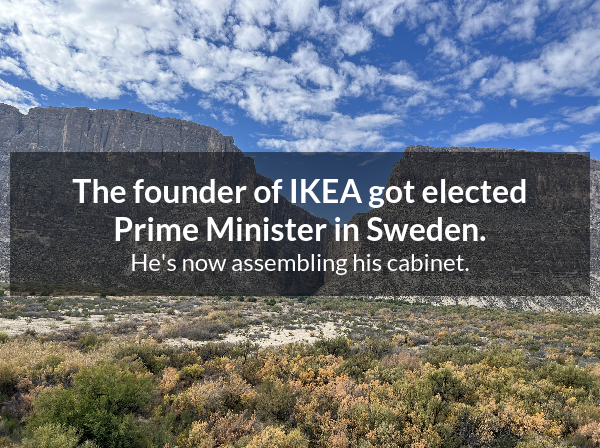 The founder of IKEA got elected
Prime Minister in Sweden.
He's now assembling his cabinet.